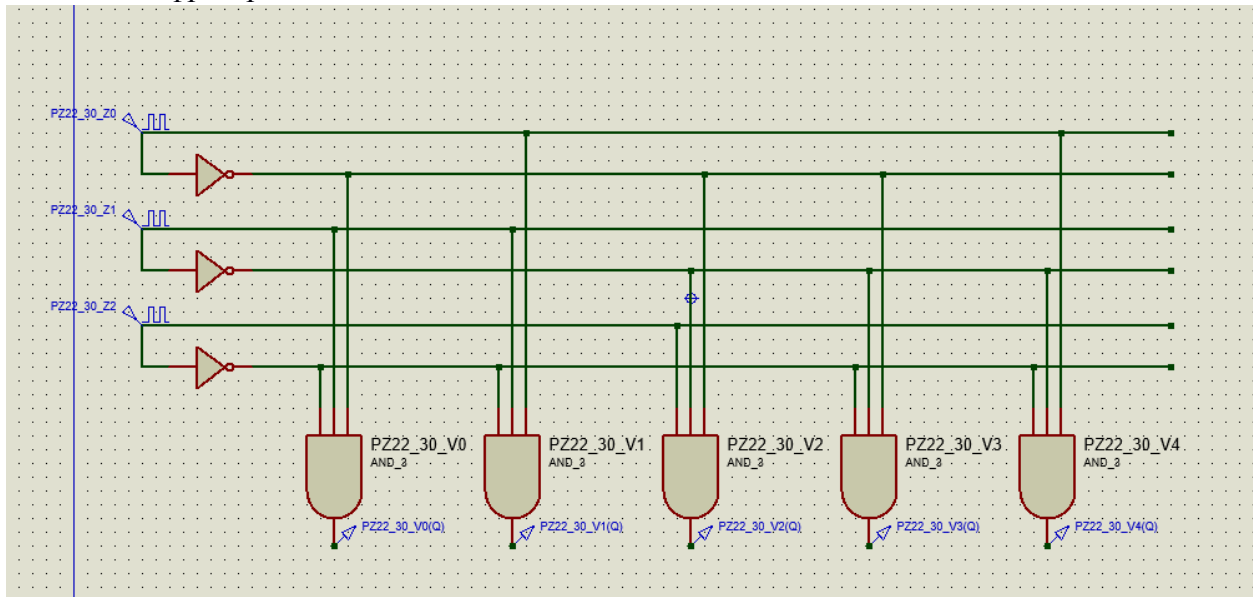 PZ22_30_Z0
PZ22_30_Z1
PZ22_30_Z2
PZ22_30_V0
AND_3
PZ22_30_V0(Q)
PZ22_30_V1
AND_3
PZ22_30_V1(Q)
PZ22_30_V2
AND_3
PZ22_30_V2(Q)
PZ22_30_V3
AND_3
PZ22_30_V3(Q)
PZ22_30_V4
AND_3
PZ22_30_V4(Q)